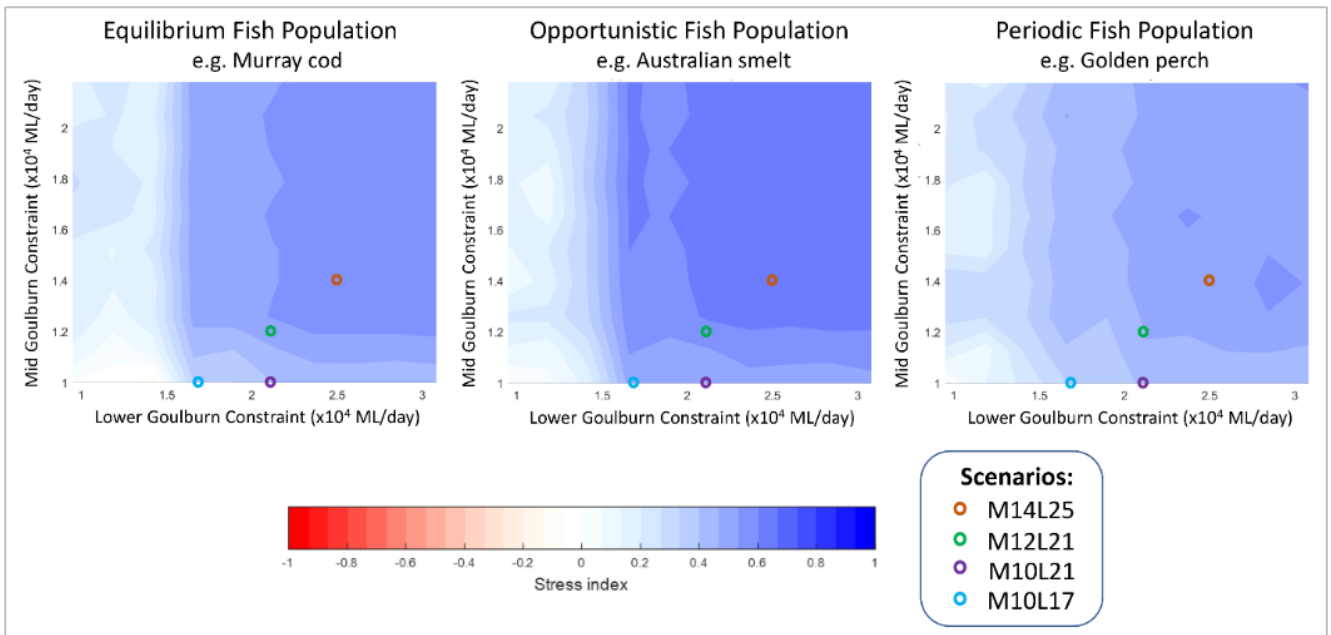 Equilibrium Fish Population
e.g. Murray cod
Opportunistic Fish Population
e.g. Australian smelt
Periodic Fish Population
e.g. Golden perch
Mid Goulburn Constraint (x10⁴ ML/day)
2
1.8
1.6
1.4
1.2
1
1 1.5 2 2.5 3
Lower Goulburn Constraint (x10⁴ ML/day)
Mid Goulburn Constraint (x10⁴ ML/day)
2
1.8
1.6
1.4
1.2
1
1 1.5 2 2.5 3
Lower Goulburn Constraint (x10⁴ ML/day)
Mid Goulburn Constraint (x10⁴ ML/day)
2
1.8
1.6
1.4
1.2
1
1 1.5 2 2.5 3
Lower Goulburn Constraint (x10⁴ ML/day)
-1 -0.8 -0.6 -0.4 -0.2 0 0.2 0.4 0.6 0.8 1
Stress index
Scenarios:
M14L25
M12L21
M10L21
M10L17